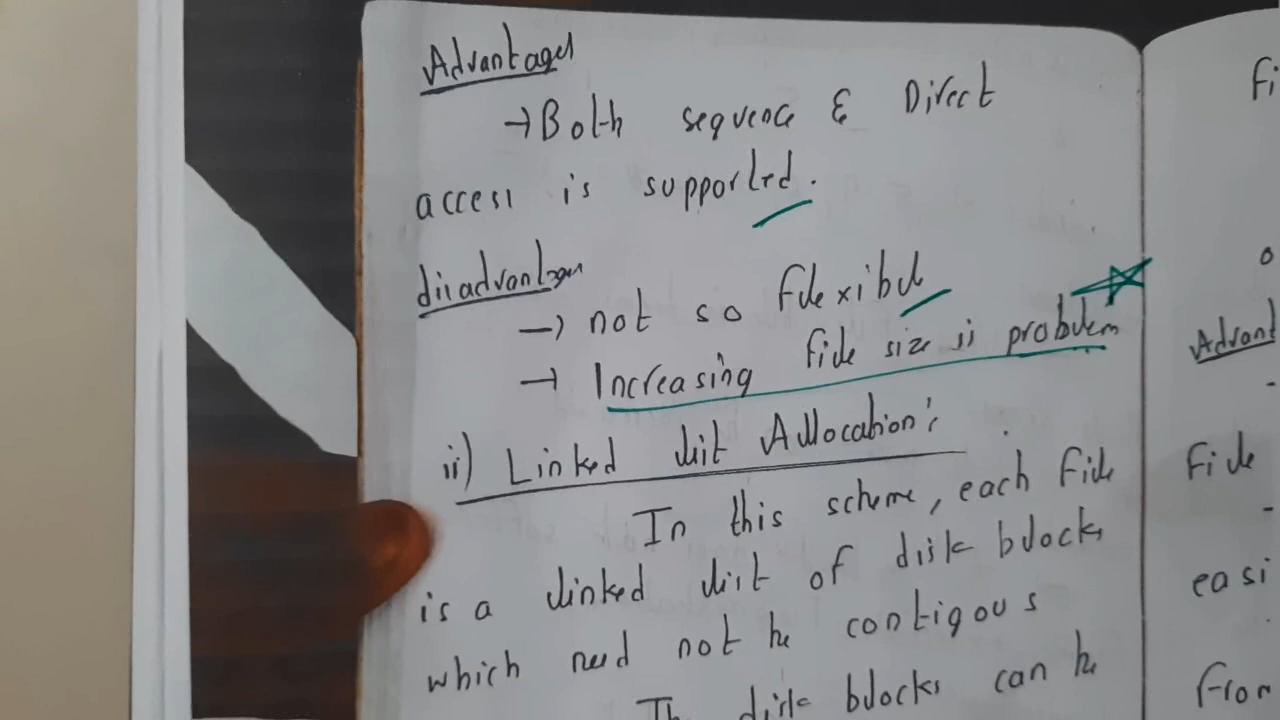 Advantages
→ Both sequence & Direct
access is supported.
disadvantages
→ not so flexible
→ Increasing file size is problem
ii) Linked list Allocation:
In this scheme, each file
is a linked list of disk blocks
which need not be contigous
The disk blocks can be
Fi
o
Advant
-
File
-
easi
from